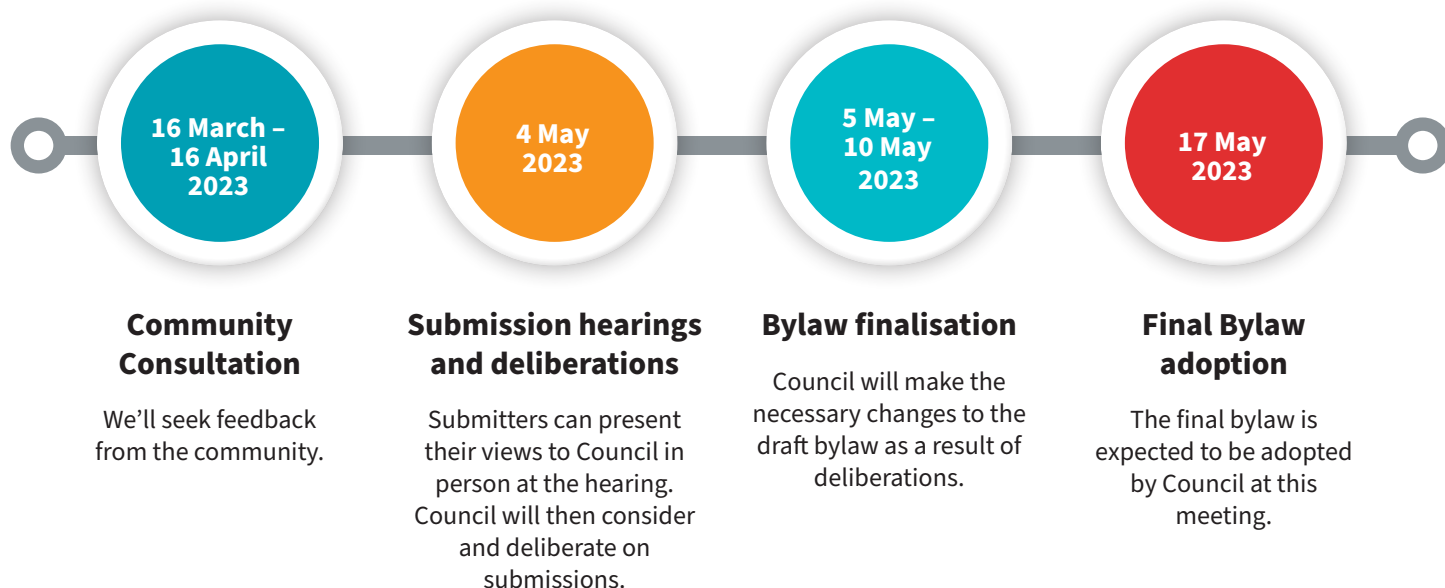 16 March –
16 April
2023
4 May
2023
5 May –
10 May
2023
17 May
2023
Community
Consultation
We’ll seek feedback
from the community.
Submission hearings
and deliberations
Submitters can present
their views to Council in
person at the hearing.
Council will then consider
and deliberate on
submissions.
Bylaw finalisation
Council will make the
necessary changes to the
draft bylaw as a result of
deliberations.
Final Bylaw
adoption
The final bylaw is
expected to be adopted
by Council at this
meeting.